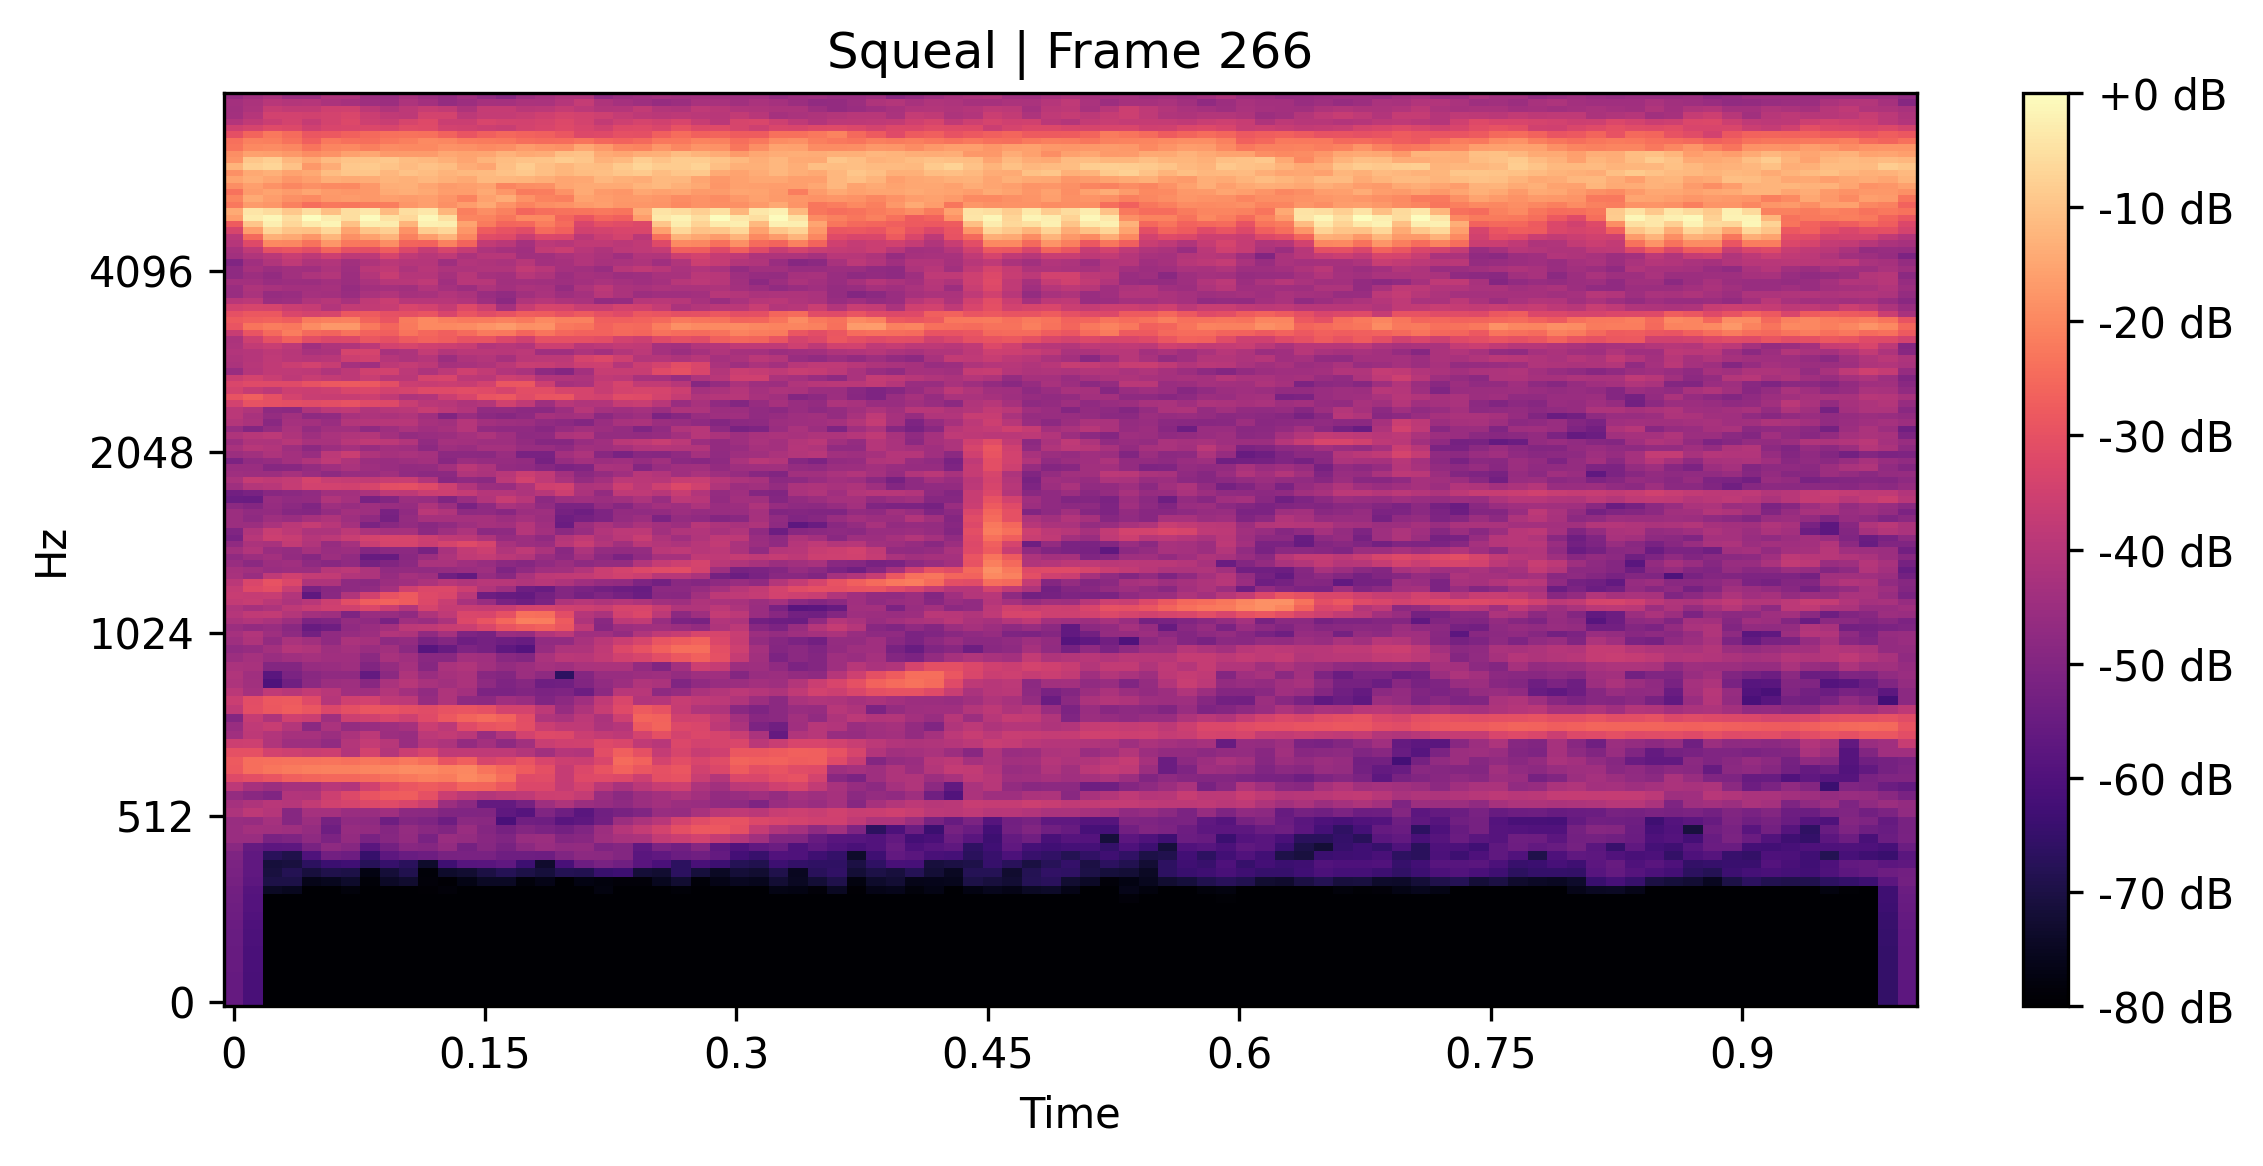 Squeal | Frame 266
+0 dB
-10 dB
-20 dB
-30 dB
-40 dB
-50 dB
-60 dB
-70 dB
-80 dB
Hz
4096
2048
1024
512
0
0 0.15 0.3 0.45 0.6 0.75 0.9
Time